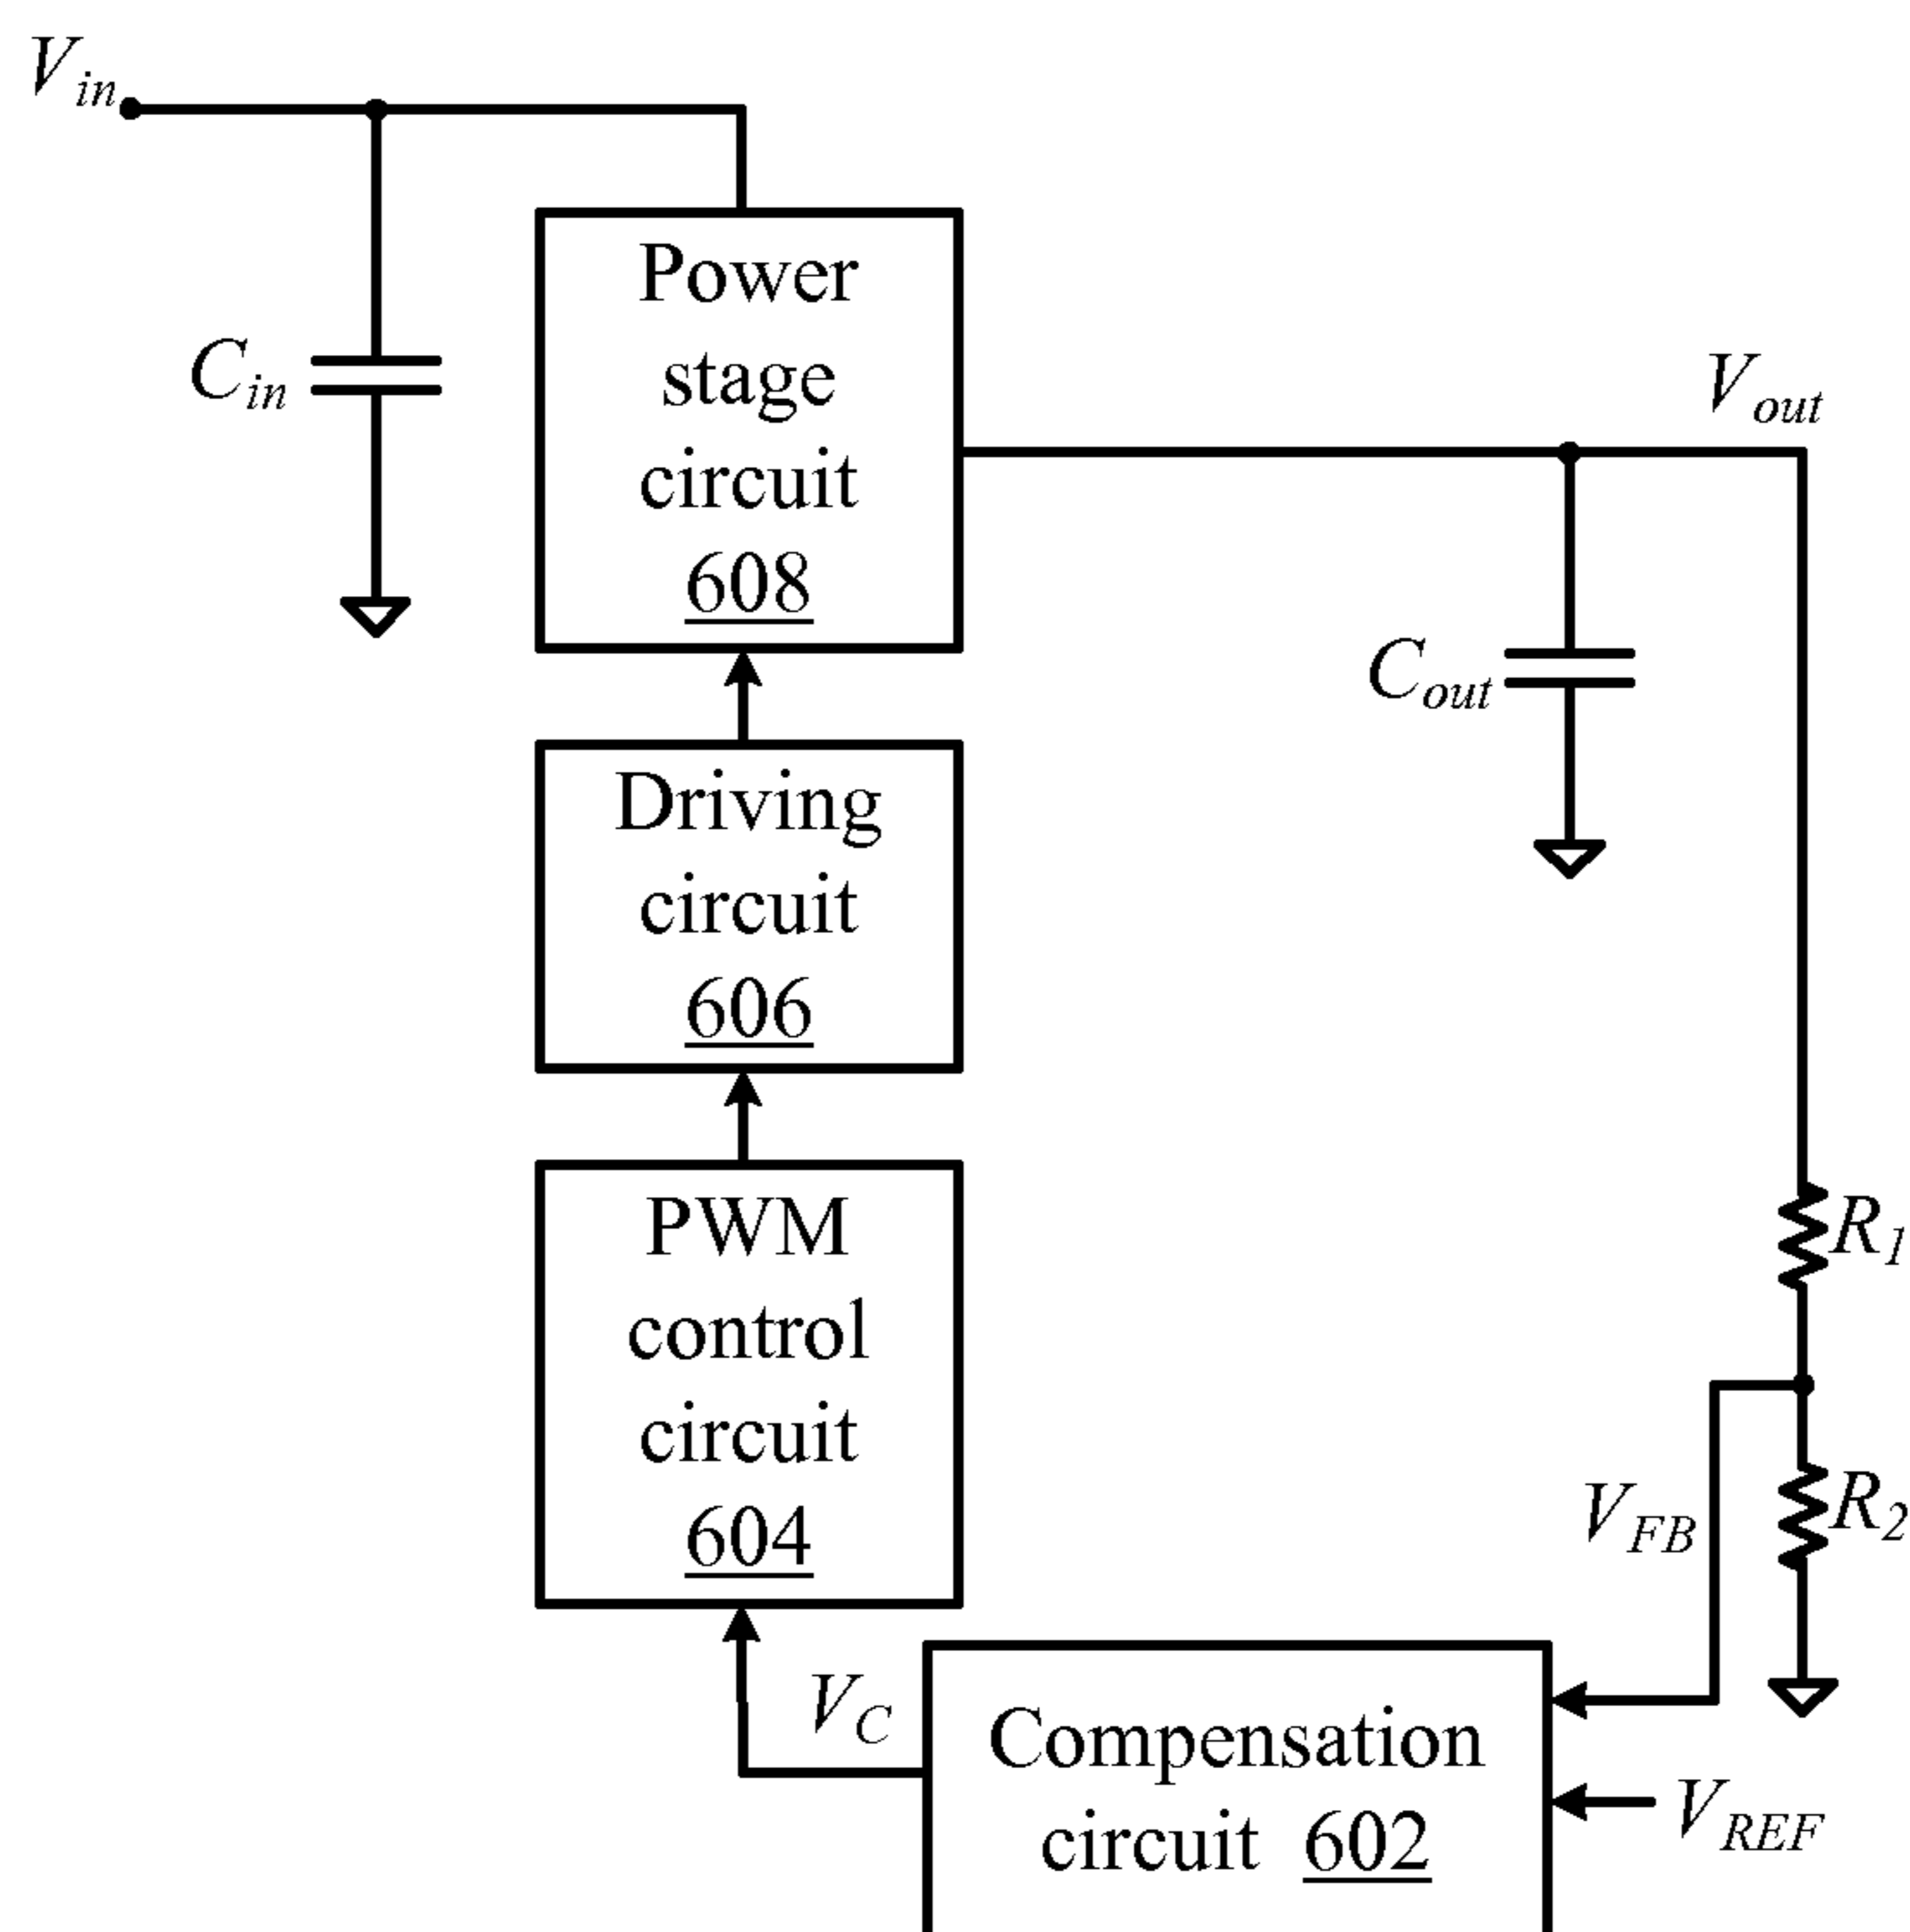 Vin
Power
stage
circuit
608
Cin
Vout
Cout
Driving
circuit
606
PWM
control
circuit
604
R1
R2
VFB
VC
Compensation
circuit 602
VREF